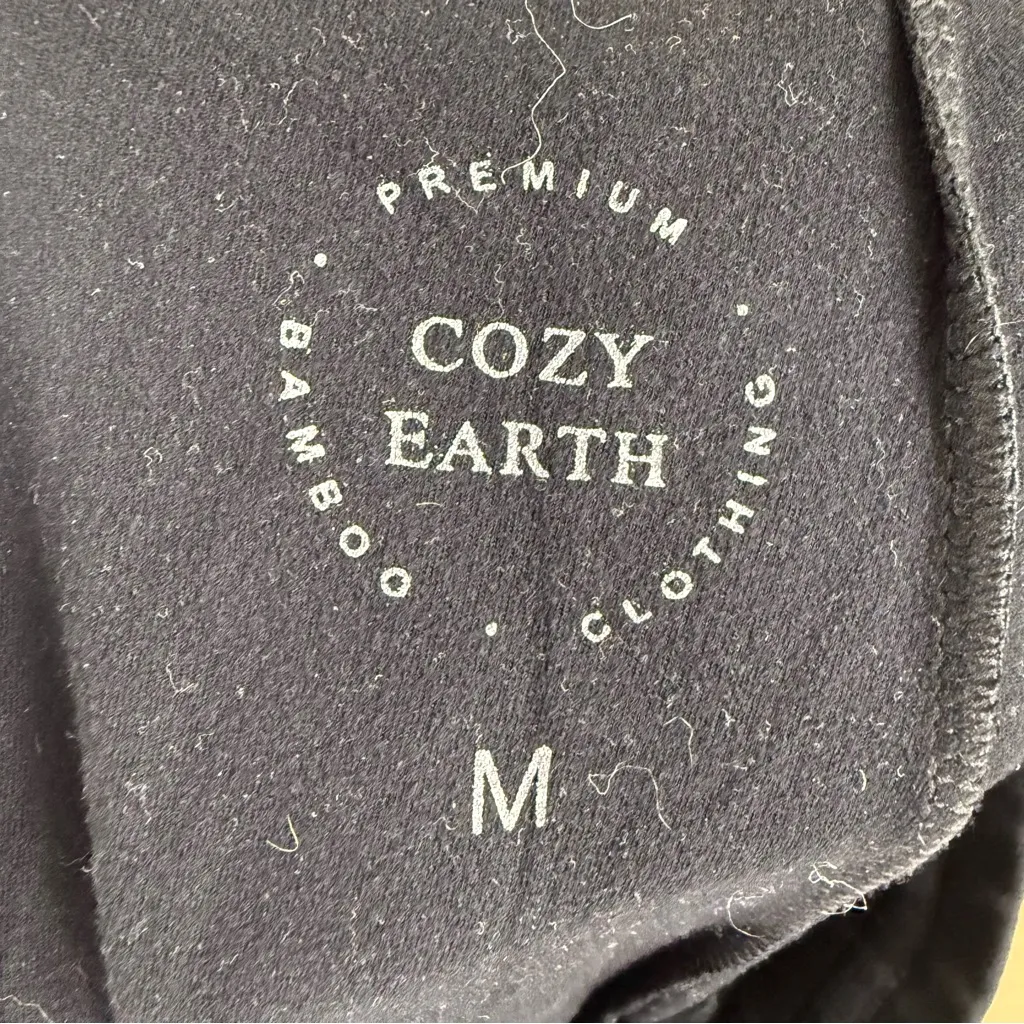 PREMIUM
COZY
EARTH
• BAMBOO • CLOTHING •
M